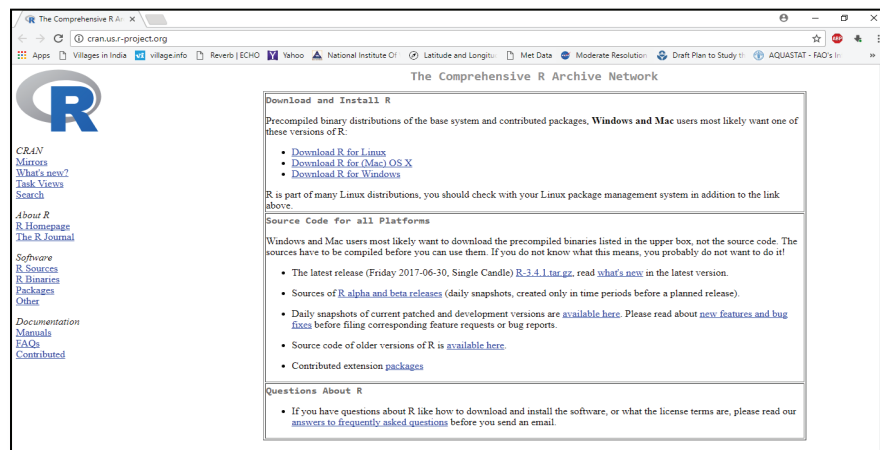 The Comprehensive R Ar
cran.us.r-project.org
Apps Villages in India village.info Reverb | ECHO Yahoo National Institute Of Latitude and Longitu Met Data Moderate Resolution Draft Plan to Study th AQUASTAT - FAO's In »
The Comprehensive R Archive Network
R
CRAN
Mirrors
What's new?
Task Views
Search
About R
R Homepage
The R Journal
Software
R Sources
R Binaries
Packages
Other
Documentation
Manuals
FAQs
Contributed
Download and Install R
Precompiled binary distributions of the base system and contributed packages, Windows and Mac users most likely want one of
these versions of R:
• Download R for Linux
• Download R for (Mac) OS X
• Download R for Windows
R is part of many Linux distributions, you should check with your Linux package management system in addition to the link
above.
Source Code for all Platforms
Windows and Mac users most likely want to download the precompiled binaries listed in the upper box, not the source code. The
sources have to be compiled before you can use them. If you do not know what this means, you probably do not want to do it!
• The latest release (Friday 2017-06-30, Single Candle) R-3.4.1.tar.gz, read what's new in the latest version.
• Sources of R alpha and beta releases (daily snapshots, created only in time periods before a planned release).
• Daily snapshots of current patched and development versions are available here. Please read about new features and bug
fixes before filing corresponding feature requests or bug reports.
• Source code of older versions of R is available here.
• Contributed extension packages
Questions About R
• If you have questions about R like how to download and install the software, or what the license terms are, please read our
answers to frequently asked questions before you send an email.